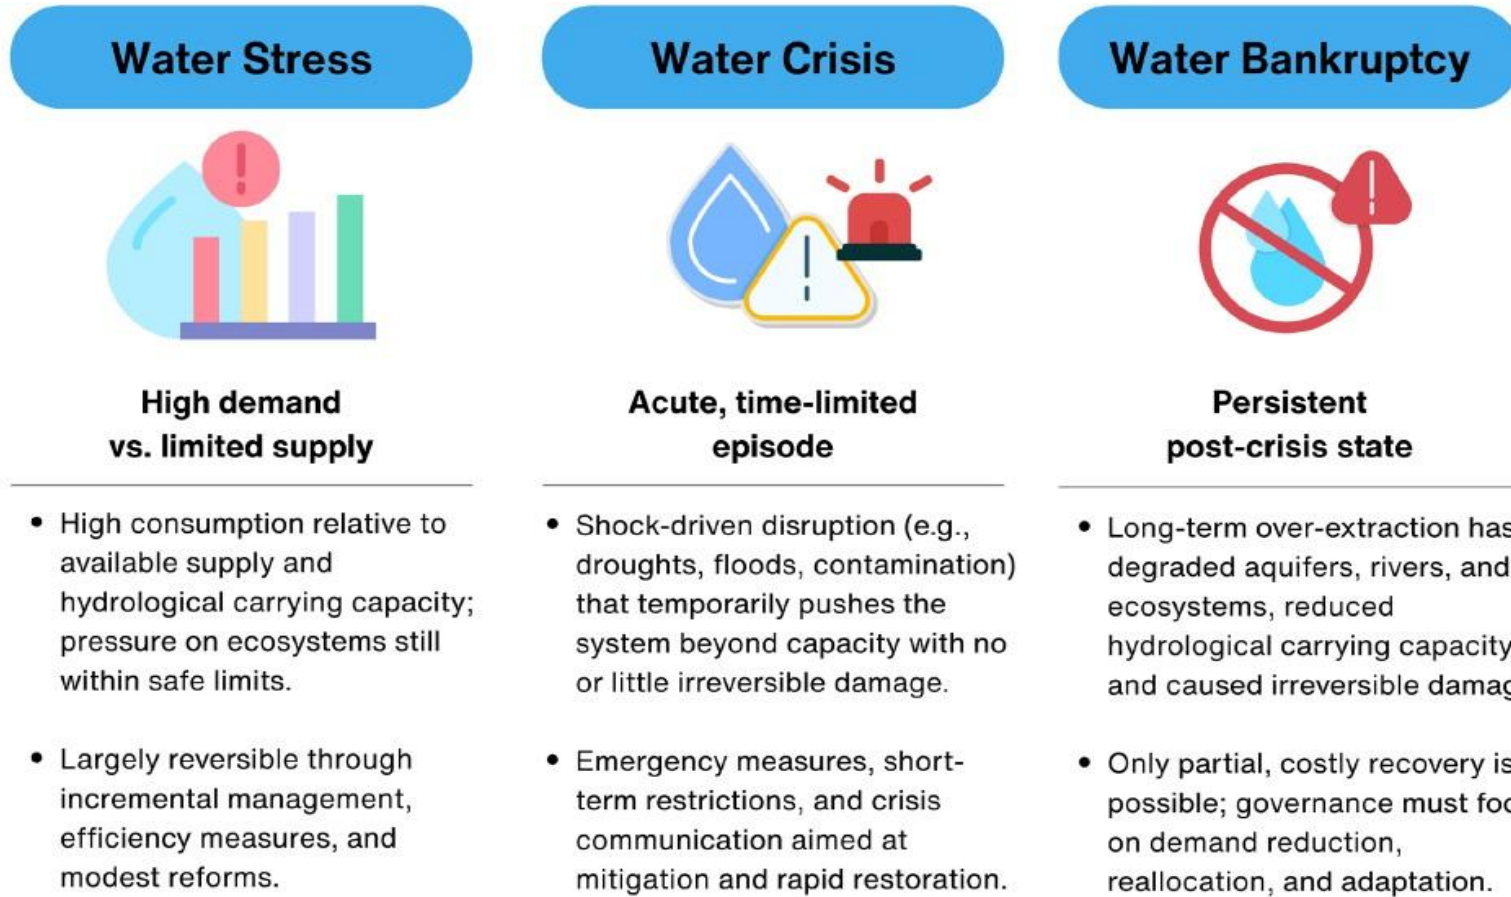 Water Stress
High demand
vs. limited supply
• High consumption relative to
available supply and
hydrological carrying capacity;
pressure on ecosystems still
within safe limits.
• Largely reversible through
incremental management,
efficiency measures, and
modest reforms.
Water Crisis
Acute, time-limited
episode
• Shock-driven disruption (e.g.,
droughts, floods, contamination)
that temporarily pushes the
system beyond capacity with no
or little irreversible damage.
• Emergency measures, short-
term restrictions, and crisis
communication aimed at
mitigation and rapid restoration.
Water Bankruptcy
Persistent
post-crisis state
• Long-term over-extraction has
degraded aquifers, rivers, and
ecosystems, reduced
hydrological carrying capacity
and caused irreversible
• Only partial, costly recovery is
possible; governance must
on demand reduction,
reallocation, and adaptation.